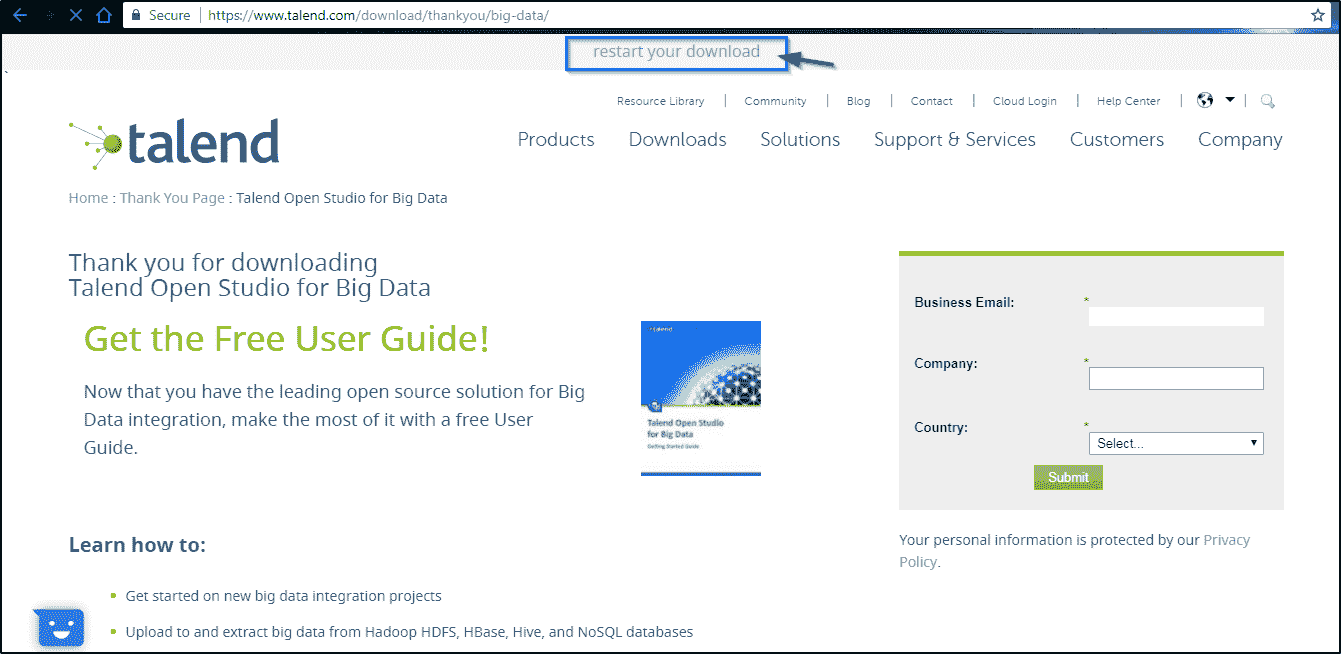 Secure https://www.talend.com/download/thankyou/big-data/
restart your download
Resource Library | Community | Blog | Contact | Cloud Login | Help Center
talend
Products Downloads Solutions Support & Services Customers Company
Home : Thank You Page : Talend Open Studio for Big Data
Thank you for downloading
Talend Open Studio for Big Data
Get the Free User Guide!
Now that you have the leading open source solution for Big
Data integration, make the most of it with a free User
Guide.
talend
Talend Open Studio
for Big Data
Getting Started Guide
Business Email: *
Company: *
Country: *
Select...
Submit
Your personal information is protected by our Privacy
Policy.
Learn how to:
Get started on new big data integration projects
Upload to and extract big data from Hadoop HDFS, HBase, Hive, and NoSQL databases